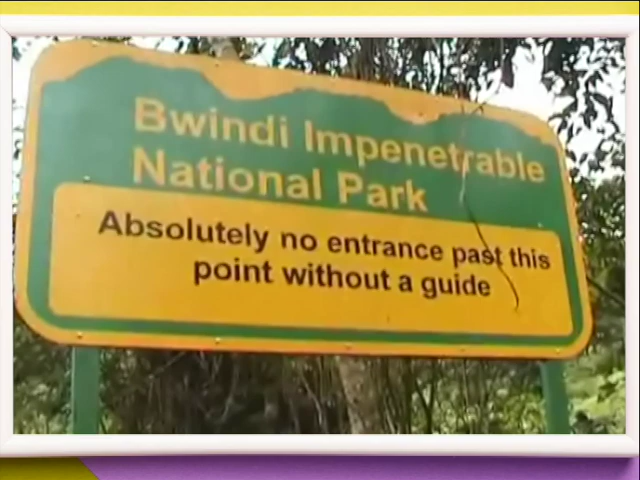 Bwindi Impenetrable
National Park
Absolutely no entrance past this
point without a guide